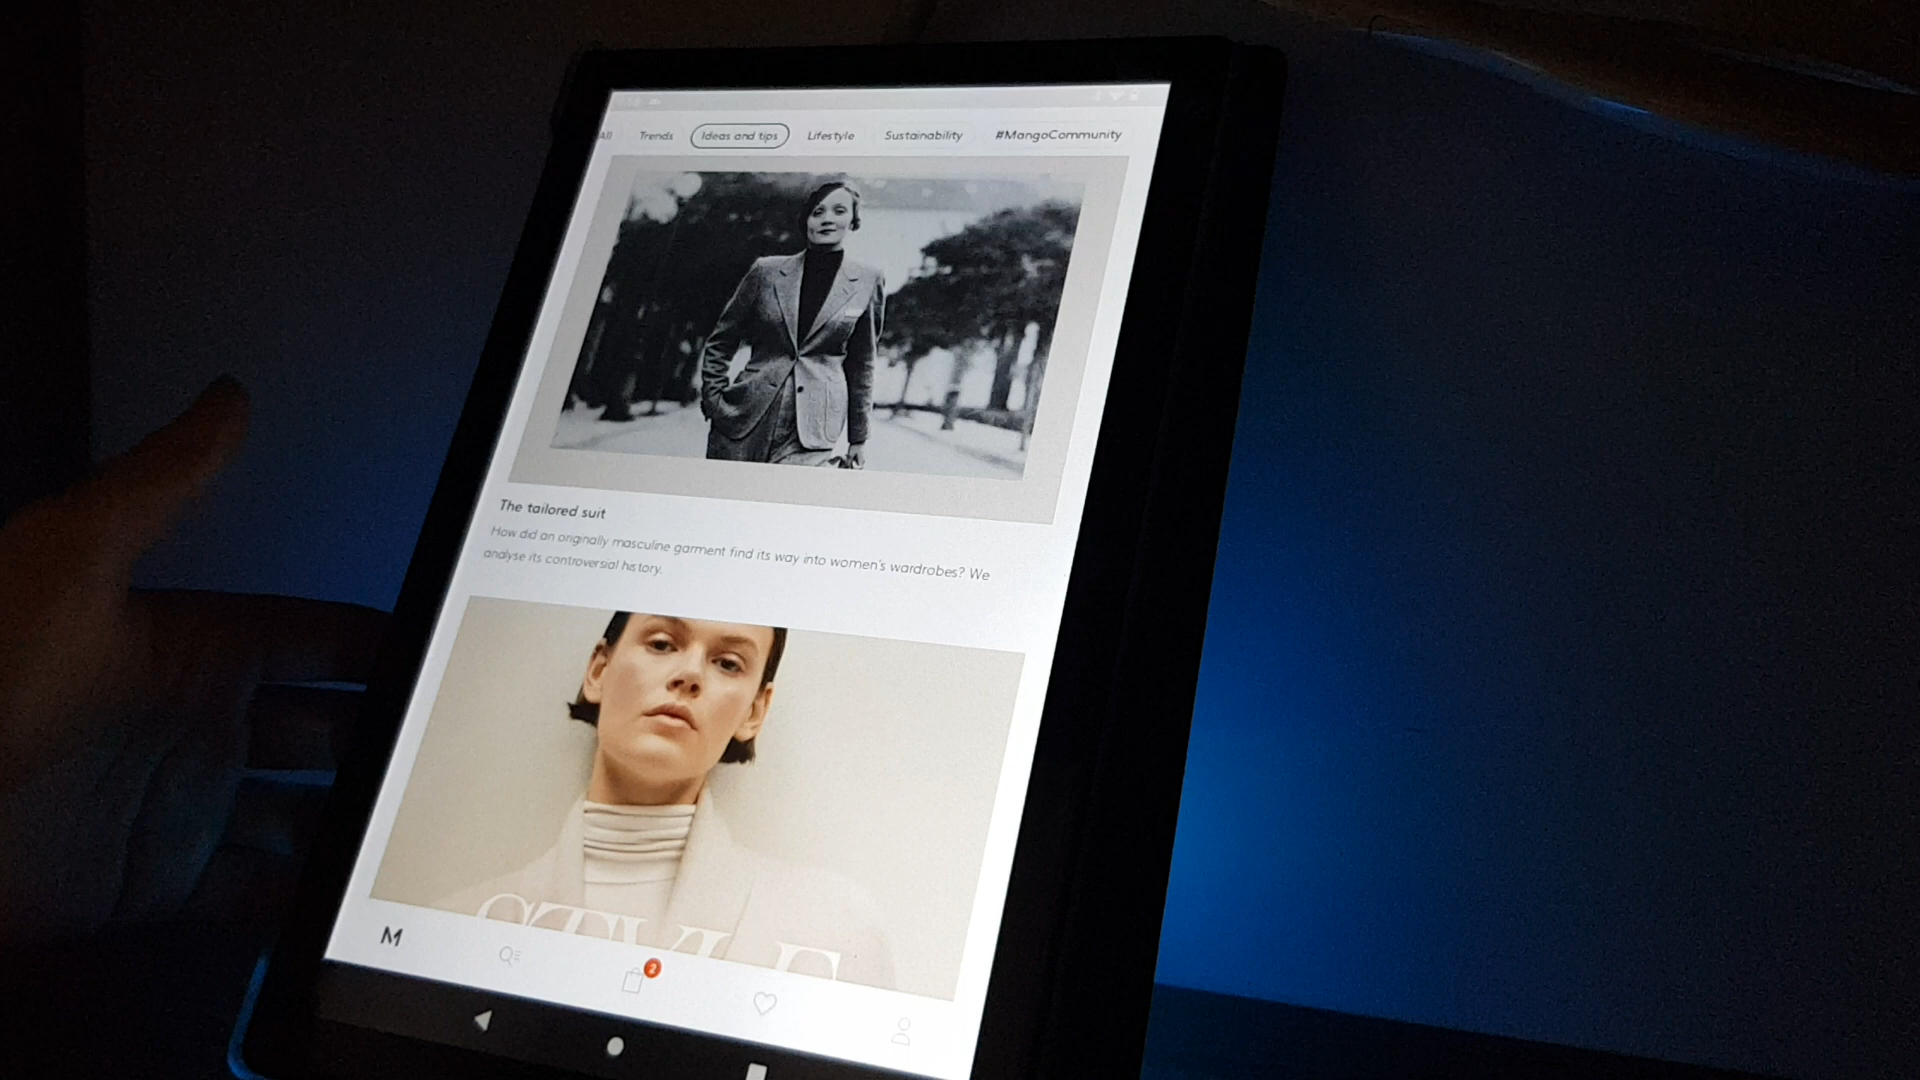 All
Trends
Ideas and tips
Lifestyle
Sustainability
#MangoCommunity
The tailored suit
How did an originally masculine garment find its way into women's wardrobes? We
analyse its controversial history.
STYLE
M
2